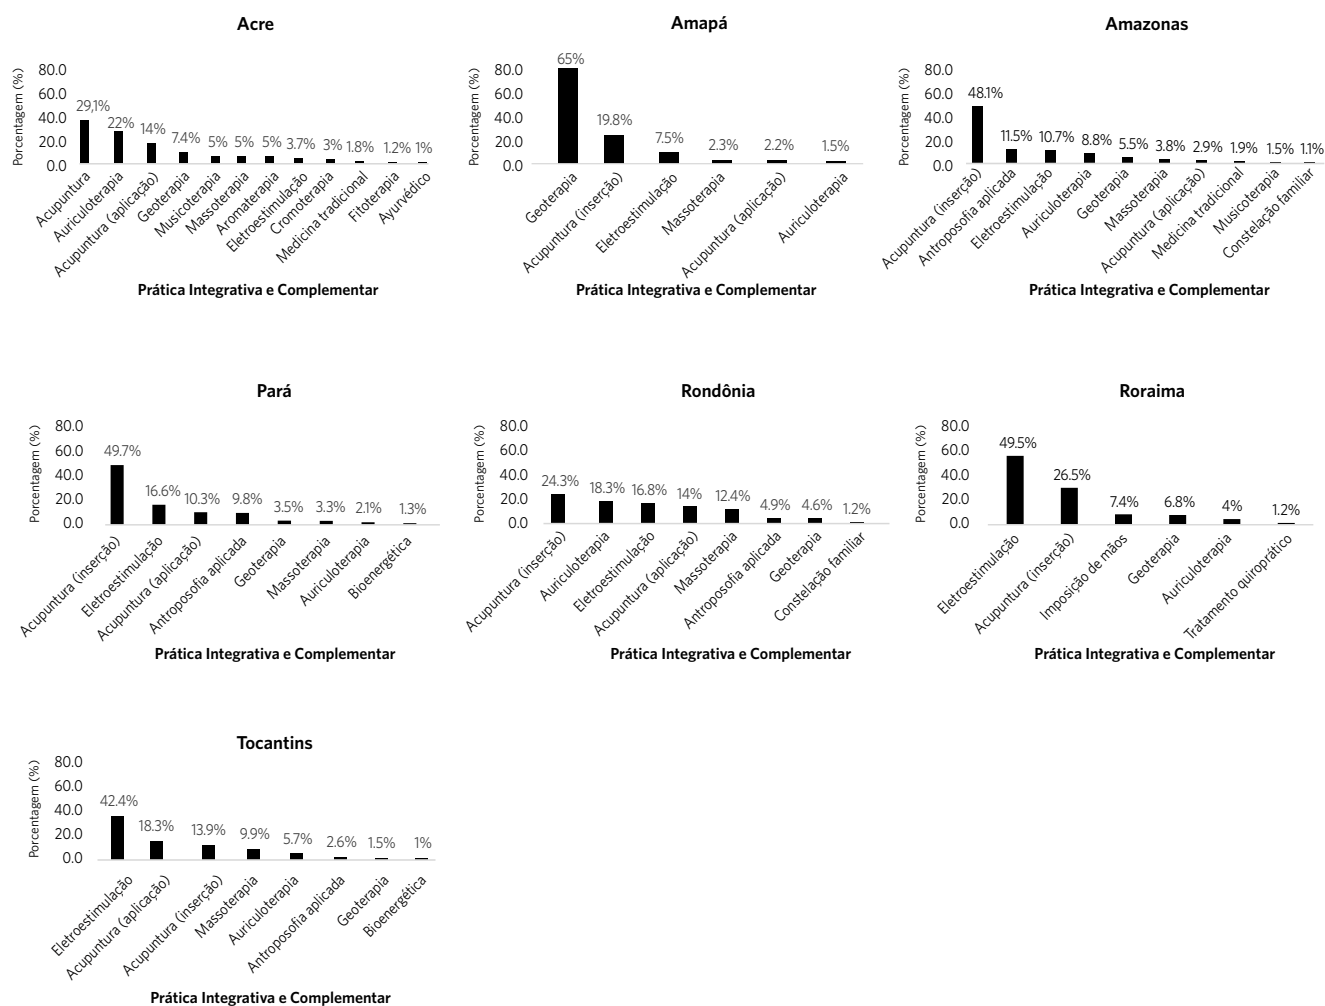 Acre
Porcentagem (%)
80.0
60.0
40.0
20.0
0.0
29,1%
22%
14%
7.4%
5%
5%
5%
3.7%
3%
1.8%
1.2%
1%
Acupuntura
Auriculoterapia
Acupuntura (aplicação)
Geoterapia
Musicoterapia
Massoterapia
Aromaterapia
Eletroestimulação
Cromoterapia
Medicina tradicional
Fitoterapia
Ayurvédico
Prática Integrativa e Complementar
Amapá
Porcentagem (%)
80.0
60.0
40.0
20.0
0.0
65%
19.8%
7.5%
2.3%
2.2%
1.5%
Geoterapia
Acupuntura (inserção)
Eletroestimulação
Massoterapia
Acupuntura (aplicação)
Auriculoterapia
Prática Integrativa e Complementar
Amazonas
Porcentagem (%)
80.0
60.0
40.0
20.0
0.0
48.1%
11.5%
10.7%
8.8%
5.5%
3.8%
2.9%
1.9%
1.5%
1.1%
Acupuntura (inserção)
Antroposofia aplicada
Eletroestimulação
Auriculoterapia
Geoterapia
Massoterapia
Acupuntura (aplicação)
Medicina tradicional
Musicoterapia
Constelação familiar
Prática Integrativa e Complementar
Pará
Porcentagem (%)
80.0
60.0
40.0
20.0
0.0
49.7%
16.6%
10.3%
9.8%
3.5%
3.3%
2.1%
1.3%
Acupuntura (inserção)
Eletroestimulação
Acupuntura (aplicação)
Antroposofia aplicada
Geoterapia
Massoterapia
Auriculoterapia
Bioenergética
Prática Integrativa e Complementar
Rondônia
Porcentagem (%)
80.0
60.0
40.0
20.0
0.0
24.3%
18.3%
16.8%
14%
12.4%
4.9%
4.6%
1.2%
Acupuntura (inserção)
Auriculoterapia
Eletroestimulação
Acupuntura (aplicação)
Massoterapia
Antroposofia aplicada
Geoterapia
Constelação familiar
Prática Integrativa e Complementar
Roraima
Porcentagem (%)
80.0
60.0
40.0
20.0
0.0
49.5%
26.5%
7.4%
6.8%
4%
1.2%
Eletroestimulação
Acupuntura (inserção)
Imposição de mãos
Geoterapia
Auriculoterapia
Tratamento quiroprático
Prática Integrativa e Complementar
Tocantins
Porcentagem (%)
80.0
60.0
40.0
20.0
0.0
42.4%
18.3%
13.9%
9.9%
5.7%
2.6%
1.5%
1%
Eletroestimulação
Acupuntura (aplicação)
Acupuntura (inserção)
Massoterapia
Auriculoterapia
Antroposofia aplicada
Geoterapia
Bioenergética
Prática Integrativa e Complementar